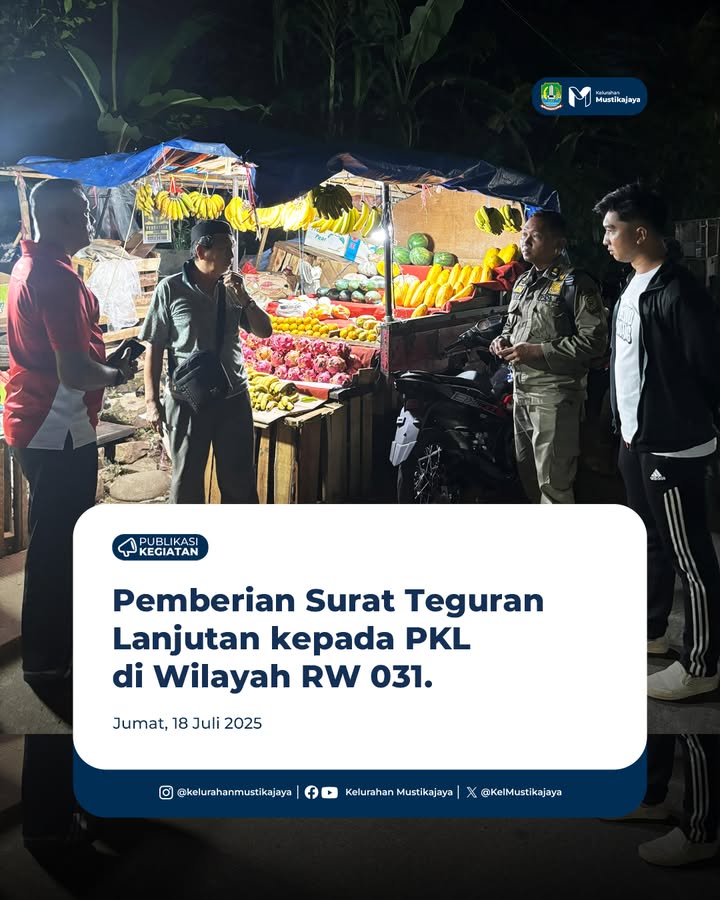 Kelurahan
Mustikajaya
PUBLIKASI
KEGIATAN
Pemberian Surat Teguran
Lanjutan kepada PKL
di Wilayah RW 031.
Jumat, 18 Juli 2025
@kelurahanmustikajaya | Kelurahan Mustikajaya | @KelMustikajaya